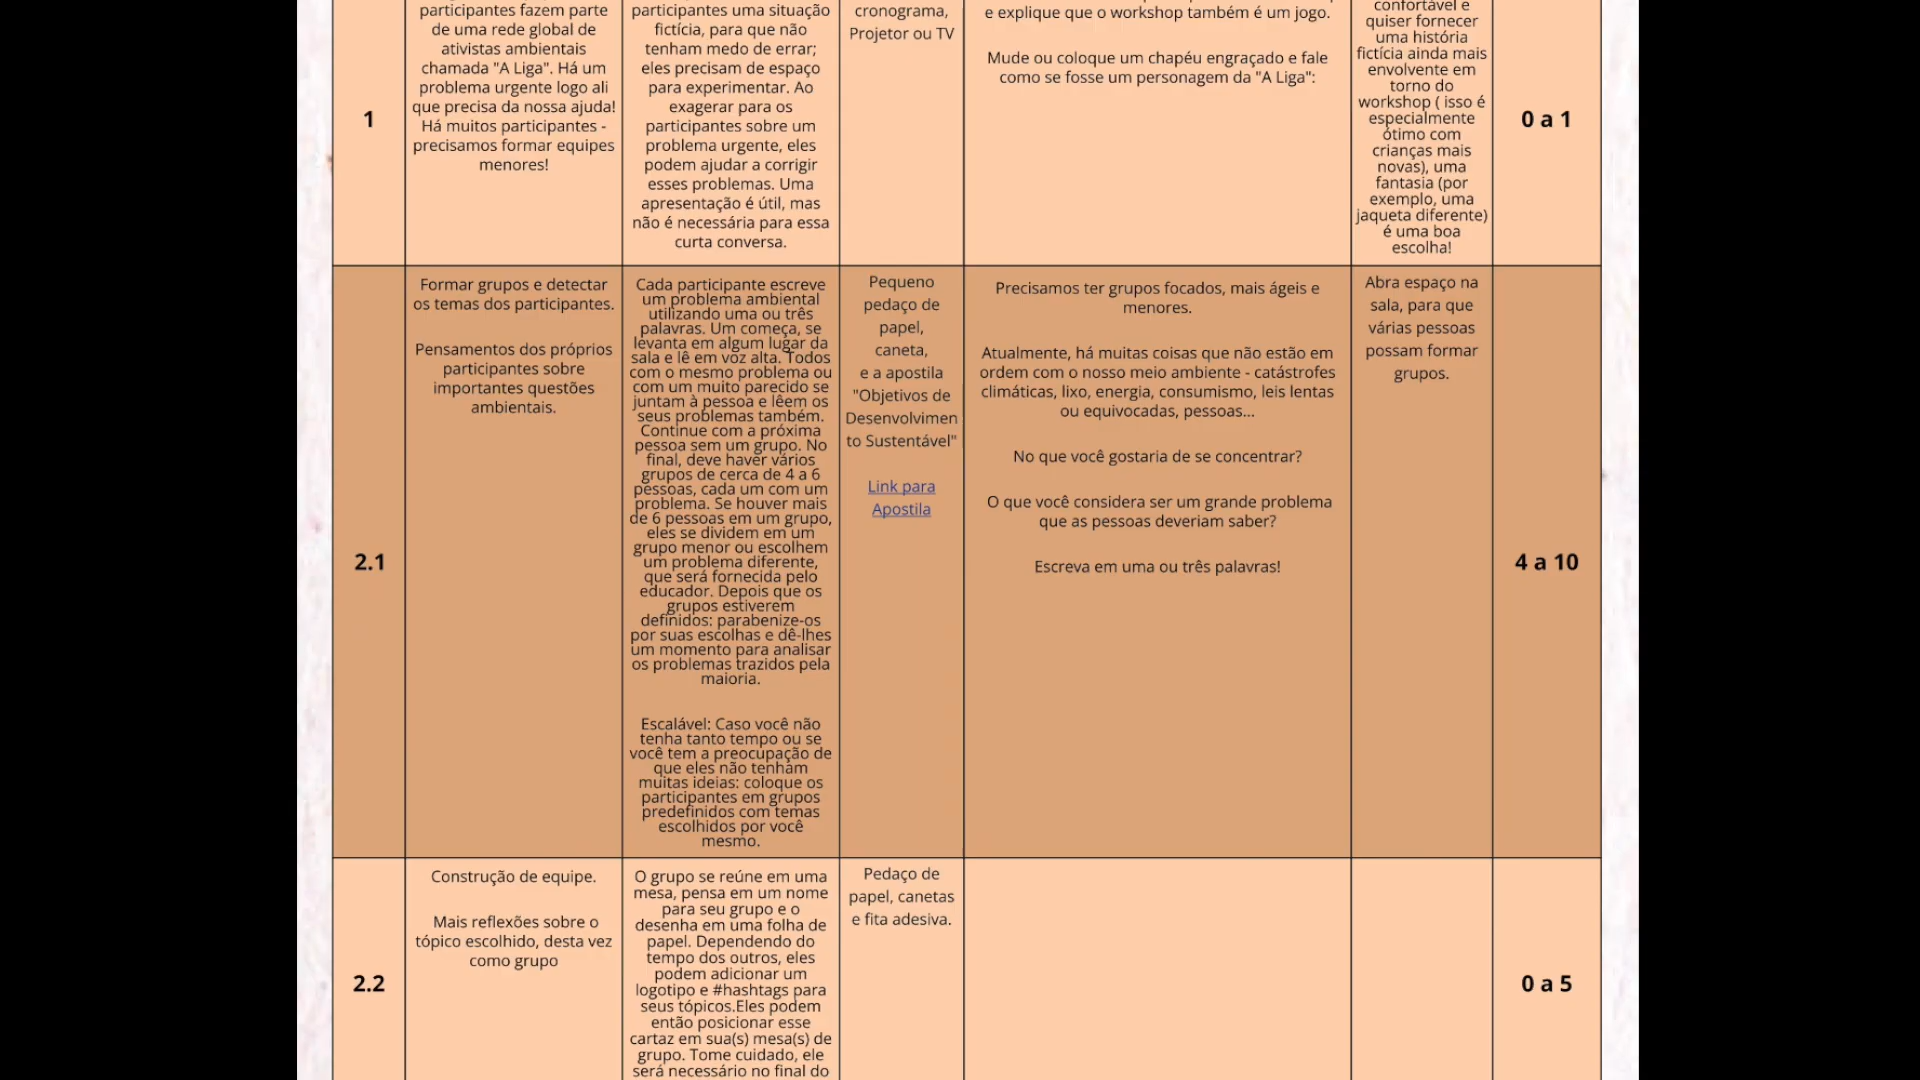 1
participantes fazem parte
de uma rede global de
ativistas ambientais
chamada "A Liga". Há um
problema urgente logo ali
que precisa da nossa ajuda!
Há muitos participantes -
precisamos formar equipes
menores!
participantes uma situação
fictícia, para que não
tenham medo de errar;
eles precisam de espaço
para experimentar. Ao
exagerar para os
participantes sobre um
problema urgente, eles
podem ajudar a corrigir
esses problemas. Uma
apresentação é útil, mas
não é necessária para essa
curta conversa.
cronograma,
Projetor ou TV
e explique que o workshop também é um jogo.
Mude ou coloque um chapéu engraçado e fale
como se fosse um personagem da "A Liga":
confortável e
quiser fornecer
uma história
fictícia ainda mais
envolvente em
torno do
workshop ( isso é
especialmente
ótimo com
crianças mais
novas), uma
fantasia (por
exemplo, uma
jaqueta diferente)
é uma boa
escolha!
0 a 1
2.1
Formar grupos e detectar
os temas dos participantes.
Pensamentos dos próprios
participantes sobre
importantes questões
ambientais.
Cada participante escreve
um problema ambiental
utilizando uma ou três
palavras. Um começa, se
levanta em algum lugar da
sala e lê em voz alta. Todos
com o mesmo problema ou
com um muito parecido se
juntam à pessoa e lêem os
seus problemas também.
Continue com a próxima
pessoa sem um grupo. No
final, deve haver vários
grupos de cerca de 4 a 6
pessoas, cada um com um
problema. Se houver mais
de 6 pessoas em um grupo,
eles se dividem em um
grupo menor ou escolhem
um problema diferente,
que será fornecida pelo
educador. Depois que os
grupos estiverem
definidos: parabenize-os
por suas escolhas e dê-lhes
um momento para analisar
os problemas trazidos pela
maioria.
Escalável: Caso você não
tenha tanto tempo ou se
você tem a preocupação de
que eles não tenham
muitas ideias: coloque os
participantes em grupos
predefinidos com temas
escolhidos por você
mesmo.
Pequeno
pedaço de
papel,
caneta,
e a apostila
"Objetivos de
Desenvolvimen
to Sustentável"
Link para
Apostila
Precisamos ter grupos focados, mais ágeis e
menores.
Atualmente, há muitas coisas que não estão em
ordem com o nosso meio ambiente - catástrofes
climáticas, lixo, energia, consumismo, leis lentas
ou equivocadas, pessoas...
No que você gostaria de se concentrar?
O que você considera ser um grande problema
que as pessoas deveriam saber?
Escreva em uma ou três palavras!
Abra espaço na
sala, para que
várias pessoas
possam formar
grupos.
4 a 10
2.2
Construção de equipe.
Mais reflexões sobre o
tópico escolhido, desta vez
como grupo
O grupo se reúne em uma
mesa, pensa em um nome
para seu grupo e o
desenha em uma folha de
papel. Dependendo do
tempo dos outros, eles
podem adicionar um
logotipo e #hashtags para
seus tópicos.Eles podem
então posicionar esse
cartaz em sua(s) mesa(s) de
grupo. Tome cuidado, ele
será necessário no final do
Pedaço de
papel, canetas
e fita adesiva.
0 a 5